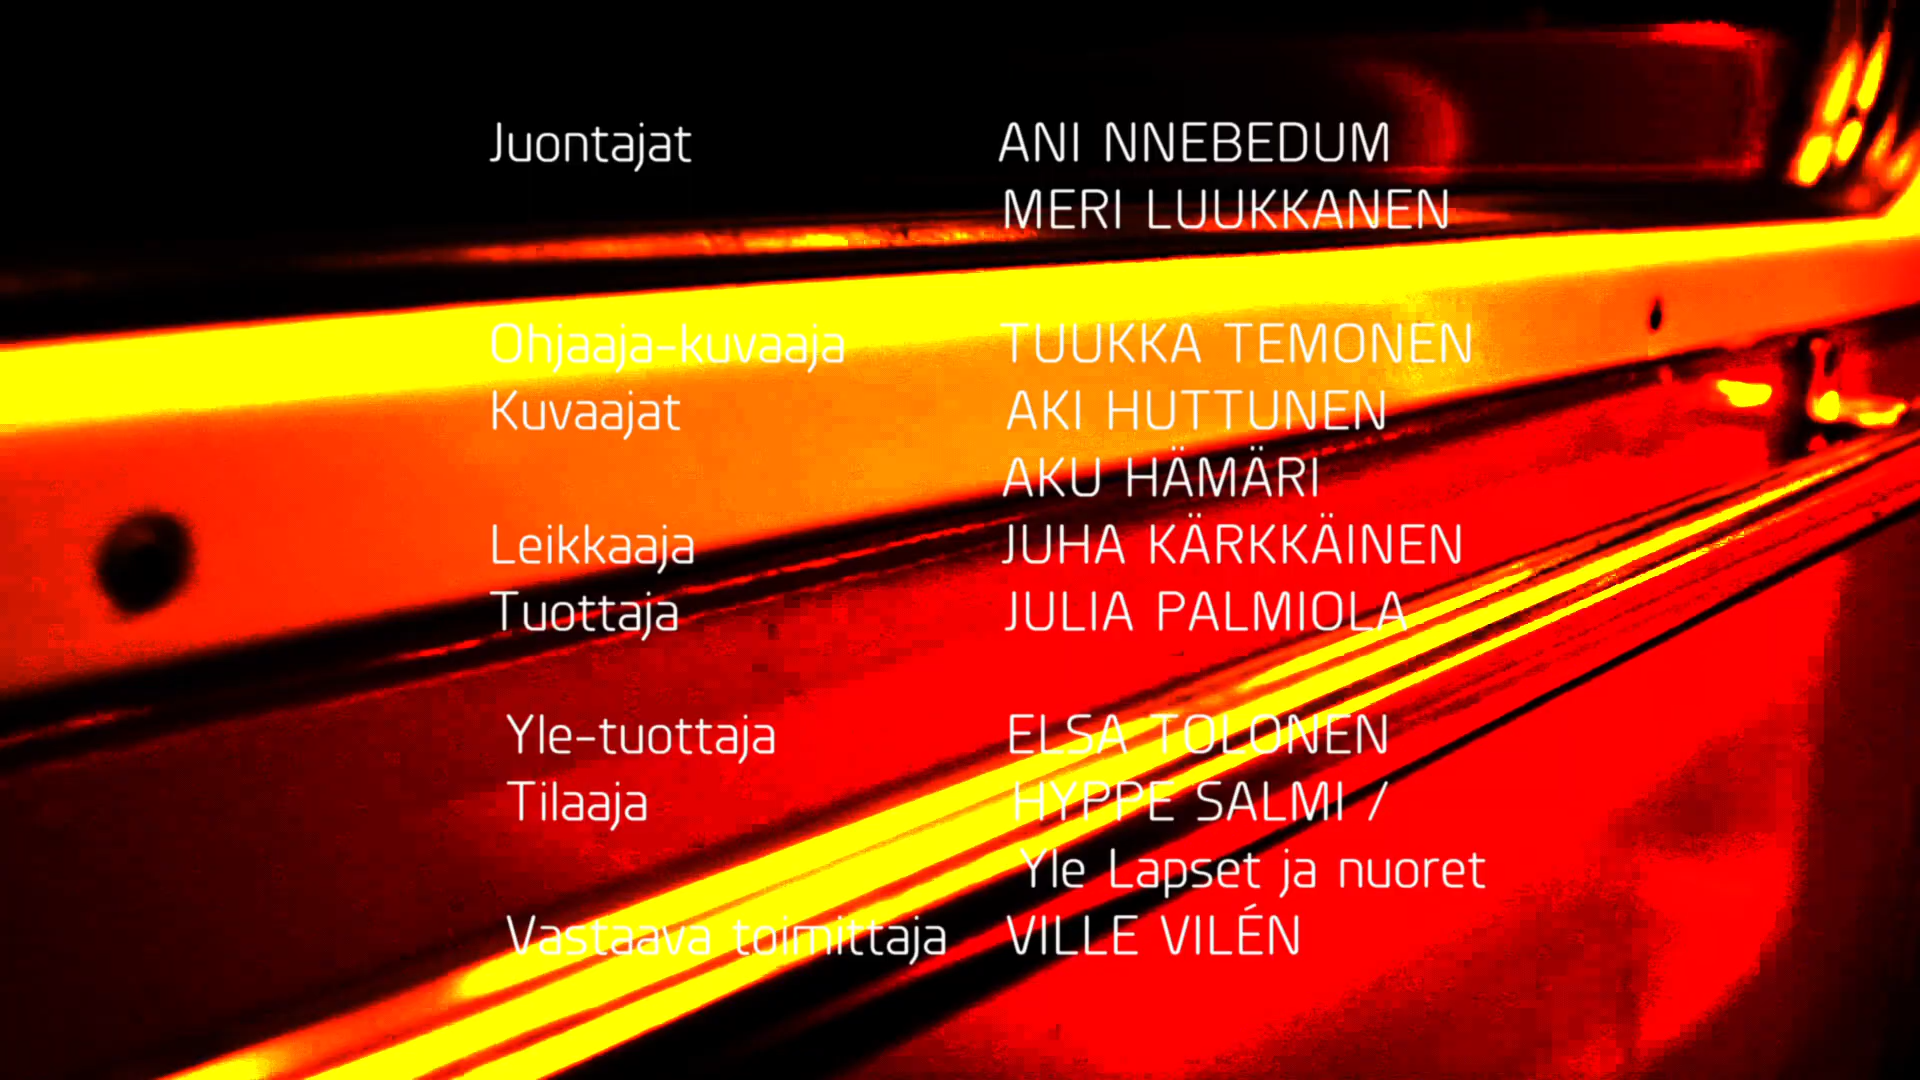 Juontajat ANI NNEBEDUM
MERI LUUKKANEN
Ohjaaja-kuvaaja TUUKKA TEMONEN
Kuvaajat AKI HUTTUNEN
AKU HÄMÄRI
Leikkaaja JUHA KÄRKKÄINEN
Tuottaja JULIA PALMIOLA
Yle-tuottaja ELSA TOLONEN
Tilaaja HYPPE SALMI /
Yle Lapset ja nuoret
Vastaava toimittaja VILLE VILÉN